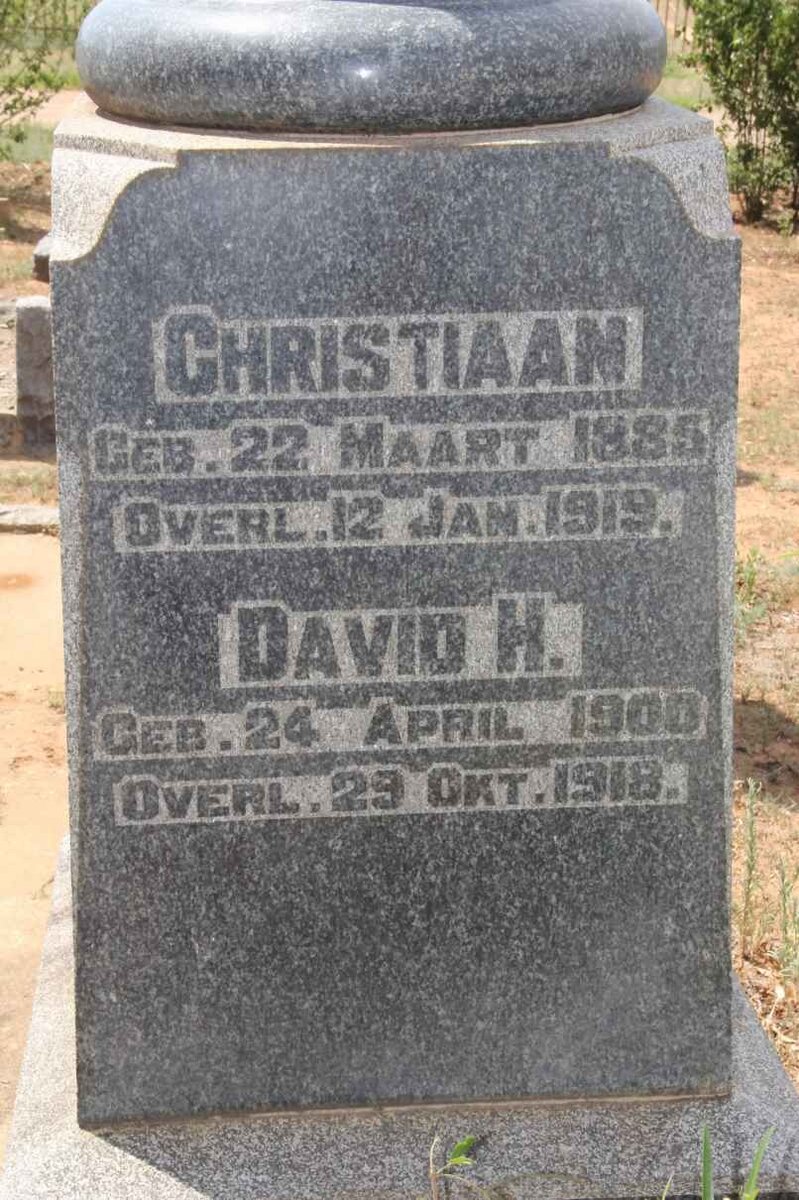 CHRISTIAAN
GEB. 22 MAART 1885
OVERL. 12 JAN. 1919.
DAVID H.
GEB. 24 APRIL 1900
OVERL. 29 OKT. 1918.